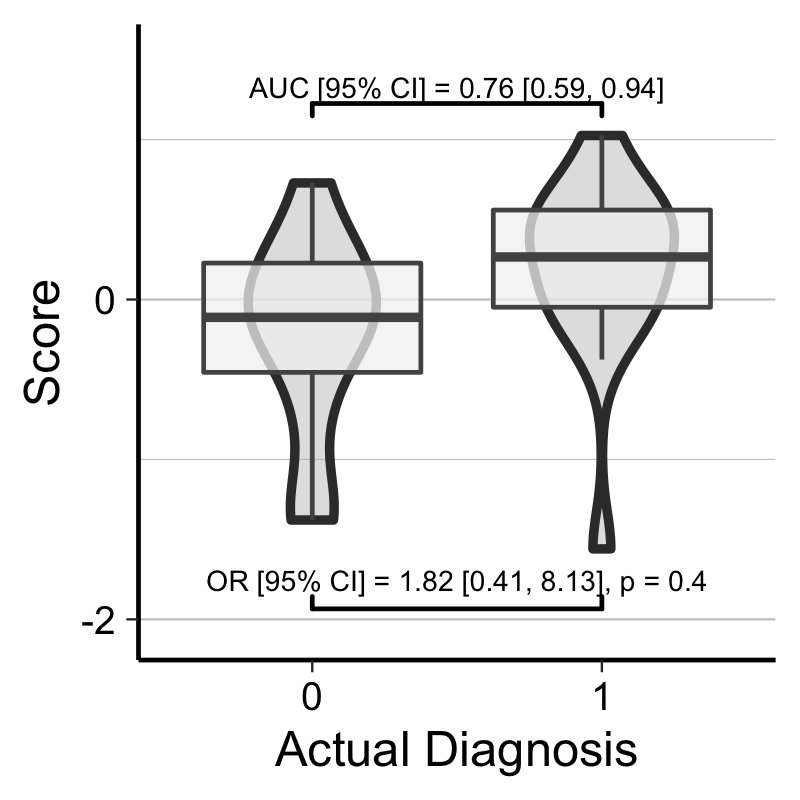 AUC [95% CI] = 0.76 [0.59, 0.94]
Score
0
-2
OR [95% CI] = 1.82 [0.41, 8.13], p = 0.4
0 1
Actual Diagnosis